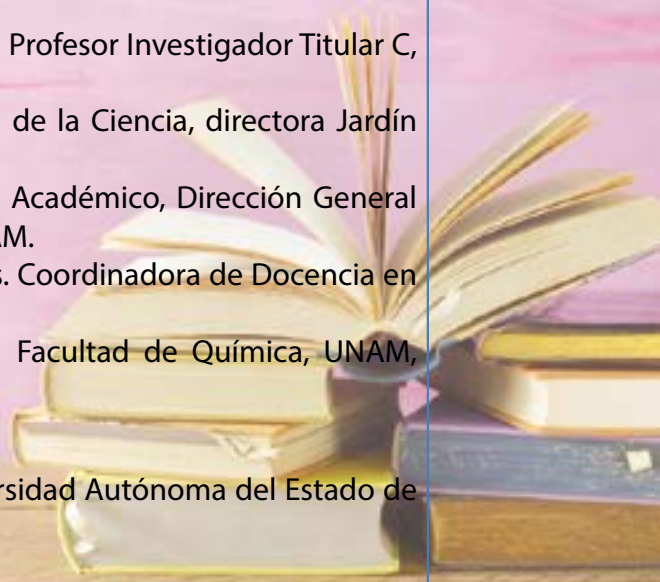 Profesor Investigador Titular C,
de la Ciencia, directora Jardín
Académico, Dirección General
M.
s. Coordinadora de Docencia en
Facultad de Química, UNAM,
rsidad Autónoma del Estado de